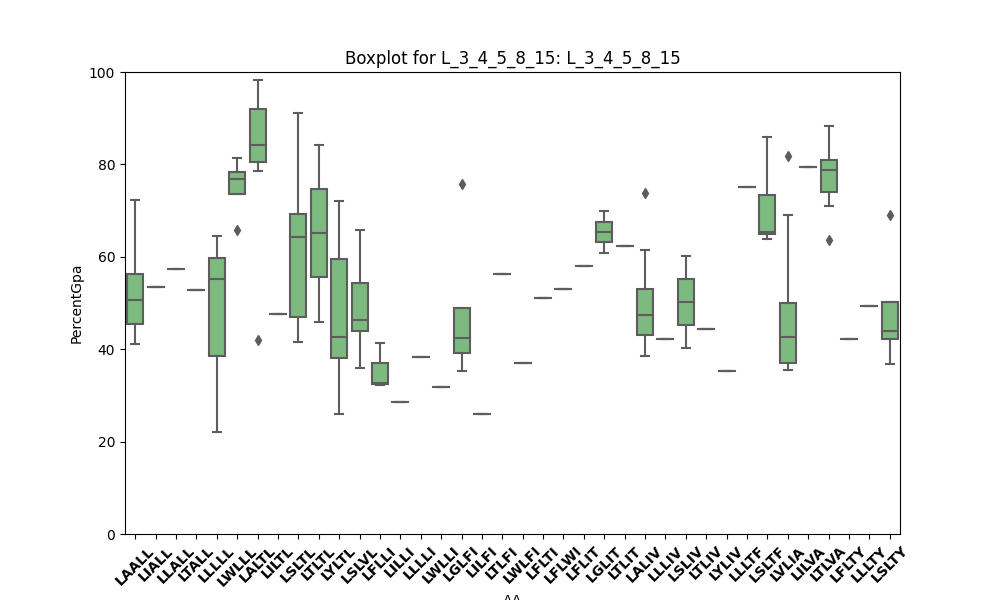 Boxplot for L_3_4_5_8_15: L_3_4_5_8_15
PercentGpa
100
80
60
40
20
0
LAALL
LIALL
LLALL
LTALL
LLLLL
LWLLL
LALTL
LILTL
LSLTL
LTLTL
LYLTL
LSLVL
LFLLI
LILLI
LLLLI
LWLLI
LGLFI
LILFI
LTLFI
LWLFI
LFLTI
LFLWI
LFLIT
LGLIT
LTLIT
LALIV
LLLIV
LSLIV
LTLIV
LYLIV
LLLTF
LSLTF
LVLIA
LILVA
LTLVA
LFLTY
LLLTY
LSLTY